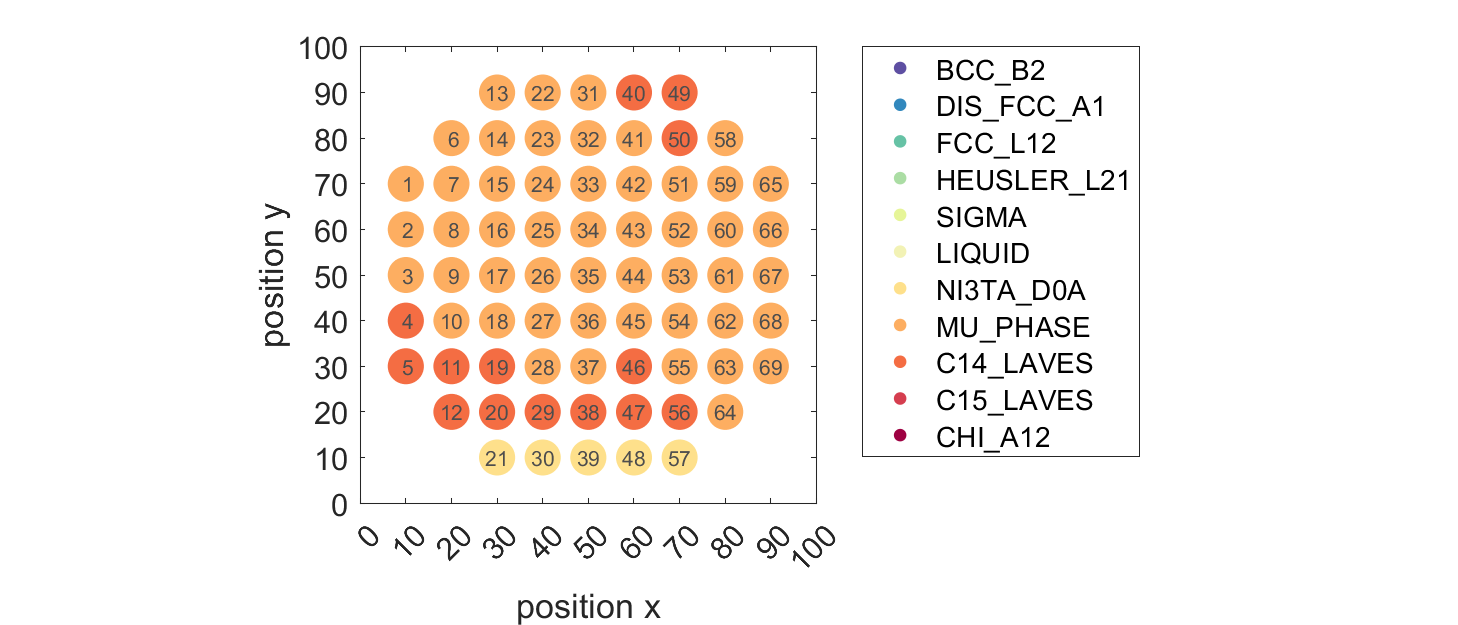 100
90
80
70
60
50
40
30
20
10
0
position y
13 22 31 40 49
6 14 23 32 41 50 58
1 7 15 24 33 42 51 59 65
2 8 16 25 34 43 52 60 66
3 9 17 26 35 44 53 61 67
4 10 18 27 36 45 54 62 68
5 11 19 28 37 46 55 63 69
12 20 29 38 47 56 64
21 30 39 48 57
0 10 20 30 40 50 60 70 80 90 100
position x
BCC_B2
DIS_FCC_A1
FCC_L12
HEUSLER_L21
SIGMA
LIQUID
NI3TA_D0A
MU_PHASE
C14_LAVES
C15_LAVES
CHI_A12